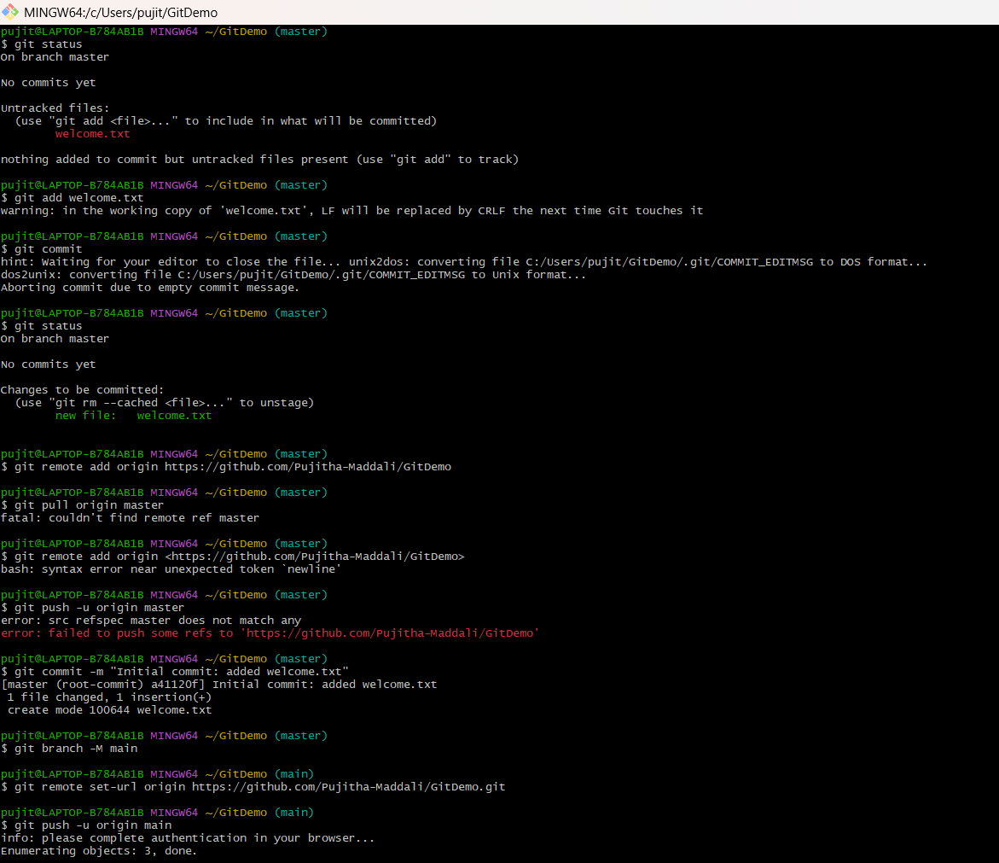 MINGW64:/c/Users/pujit/GitDemo
pujit@LAPTOP-B784AB1B MINGW64 ~/GitDemo (master)
$ git status
On branch master
No commits yet
Untracked files:
  (use "git add <file>..." to include in what will be committed)
        welcome.txt
nothing added to commit but untracked files present (use "git add" to track)
pujit@LAPTOP-B784AB1B MINGW64 ~/GitDemo (master)
$ git add welcome.txt
warning: in the working copy of 'welcome.txt', LF will be replaced by CRLF the next time Git touches it
pujit@LAPTOP-B784AB1B MINGW64 ~/GitDemo (master)
$ git commit
hint: Waiting for your editor to close the file... unix2dos: converting file C:/Users/pujit/GitDemo/.git/COMMIT_EDITMSG to DOS format...
dos2unix: converting file C:/Users/pujit/GitDemo/.git/COMMIT_EDITMSG to Unix format...
Aborting commit due to empty commit message.
pujit@LAPTOP-B784AB1B MINGW64 ~/GitDemo (master)
$ git status
On branch master
No commits yet
Changes to be committed:
  (use "git rm --cached <file>..." to unstage)
        new file:   welcome.txt
pujit@LAPTOP-B784AB1B MINGW64 ~/GitDemo (master)
$ git remote add origin https://github.com/Pujitha-Maddali/GitDemo
pujit@LAPTOP-B784AB1B MINGW64 ~/GitDemo (master)
$ git pull origin master
fatal: couldn't find remote ref master
pujit@LAPTOP-B784AB1B MINGW64 ~/GitDemo (master)
$ git remote add origin <https://github.com/Pujitha-Maddali/GitDemo>
bash: syntax error near unexpected token `newline'
pujit@LAPTOP-B784AB1B MINGW64 ~/GitDemo (master)
$ git push -u origin master
error: src refspec master does not match any
error: failed to push some refs to 'https://github.com/Pujitha-Maddali/GitDemo'
pujit@LAPTOP-B784AB1B MINGW64 ~/GitDemo (master)
$ git commit -m "Initial commit: added welcome.txt"
[master (root-commit) a41120f] Initial commit: added welcome.txt
 1 file changed, 1 insertion(+)
 create mode 100644 welcome.txt
pujit@LAPTOP-B784AB1B MINGW64 ~/GitDemo (master)
$ git branch -M main
pujit@LAPTOP-B784AB1B MINGW64 ~/GitDemo (main)
$ git remote set-url origin https://github.com/Pujitha-Maddali/GitDemo.git
pujit@LAPTOP-B784AB1B MINGW64 ~/GitDemo (main)
$ git push -u origin main
info: please complete authentication in your browser...
Enumerating objects: 3, done.